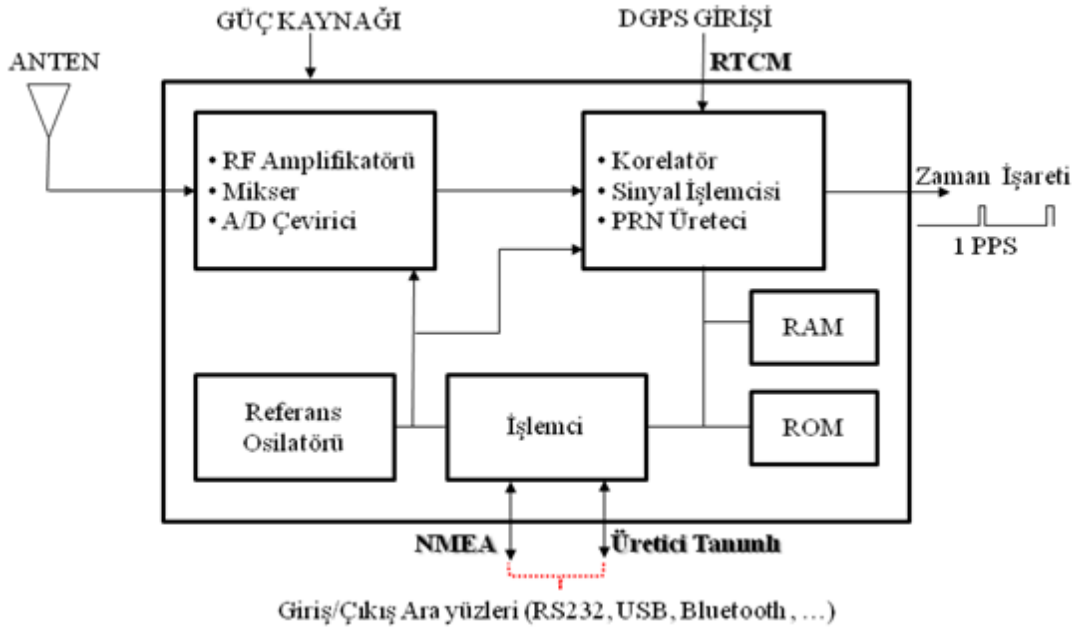 GÜÇ KAYNAĞI
DGPS GİRİŞİ
ANTEN
RTCM
• RF Amplifikatörü
• Mikser
• A/D Çevirici
• Korelatör
• Sinyal İşlemcisi
• PRN Üreteci
Zaman İşareti
1 PPS
RAM
Referans
Osilatörü
İşlemci
ROM
NMEA
Üretici Tanımlı
Giriş/Çıkış Ara yüzleri (RS232, USB, Bluetooth, …)